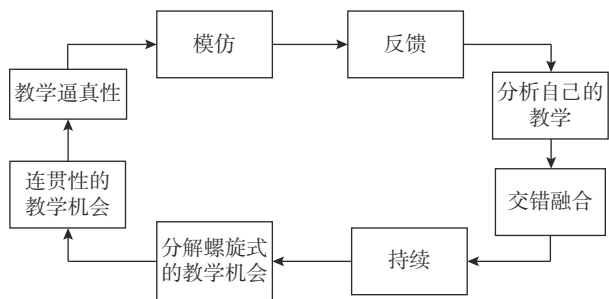 模仿
反馈
教学逼真性
分析自己的
教学
连贯性的
教学机会
交错融合
分解螺旋式
的教学机会
持续